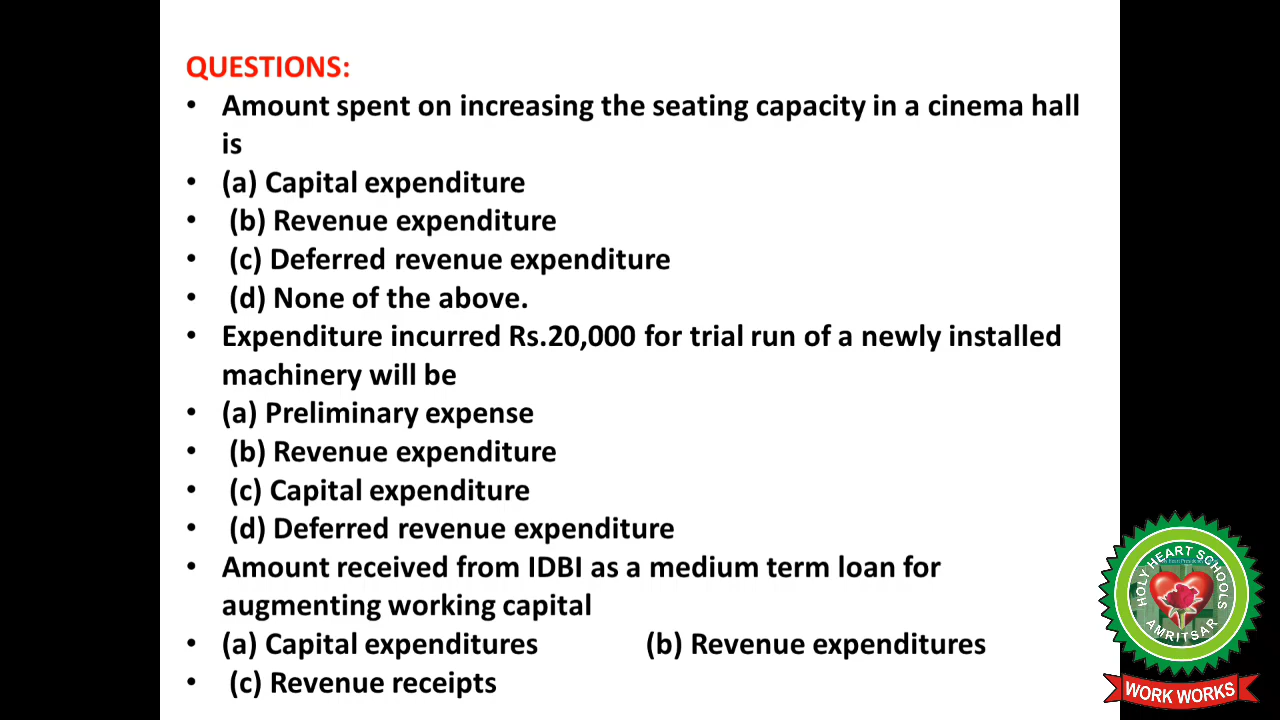 QUESTIONS:
• Amount spent on increasing the seating capacity in a cinema hall
is
• (a) Capital expenditure
• (b) Revenue expenditure
• (c) Deferred revenue expenditure
• (d) None of the above.
• Expenditure incurred Rs.20,000 for trial run of a newly installed
machinery will be
• (a) Preliminary expense
• (b) Revenue expenditure
• (c) Capital expenditure
• (d) Deferred revenue expenditure
• Amount received from IDBI as a medium term loan for
augmenting working capital
• (a) Capital expenditures (b) Revenue expenditures
• (c) Revenue receipts
HOLY HEART SCHOOLS
AMRITSAR
WORK WORKS